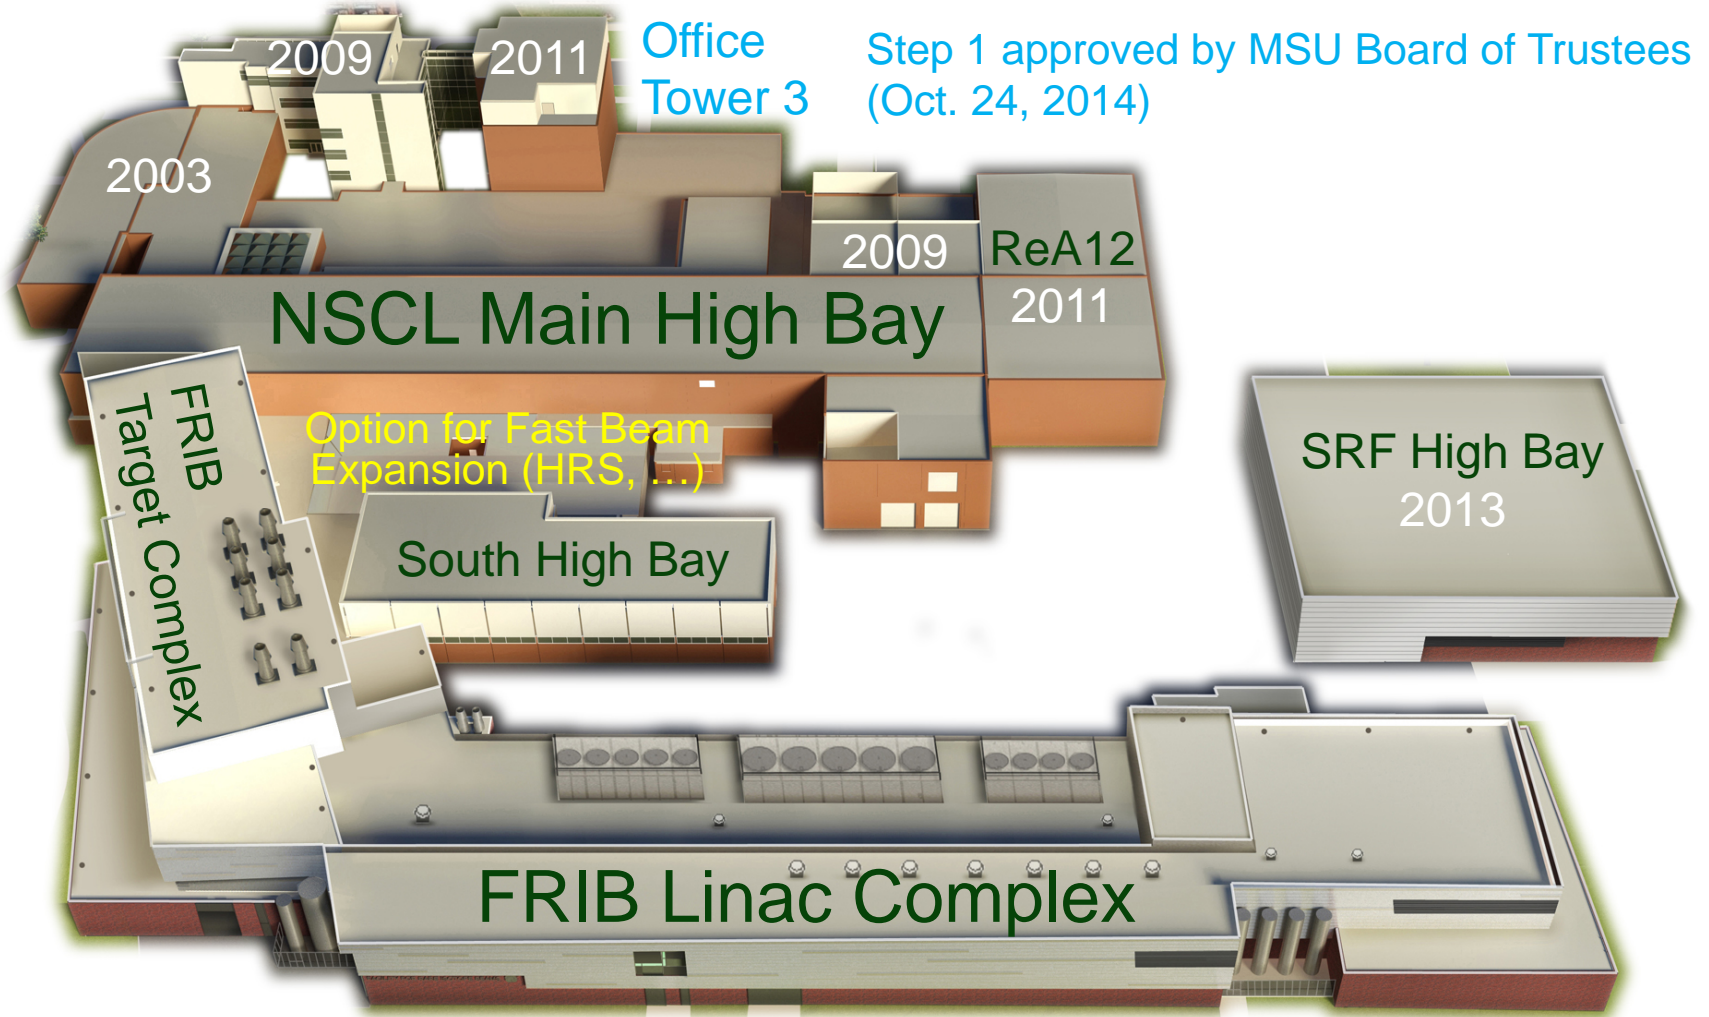 Office
Tower 3
Step 1 approved by MSU Board of Trustees
(Oct. 24, 2014)
2009
2011
2003
2009
ReA12
2011
NSCL Main High Bay
FRIB
Target Complex
Option for Fast Beam
Expansion (HRS, …)
SRF High Bay
2013
South High Bay
FRIB Linac Complex